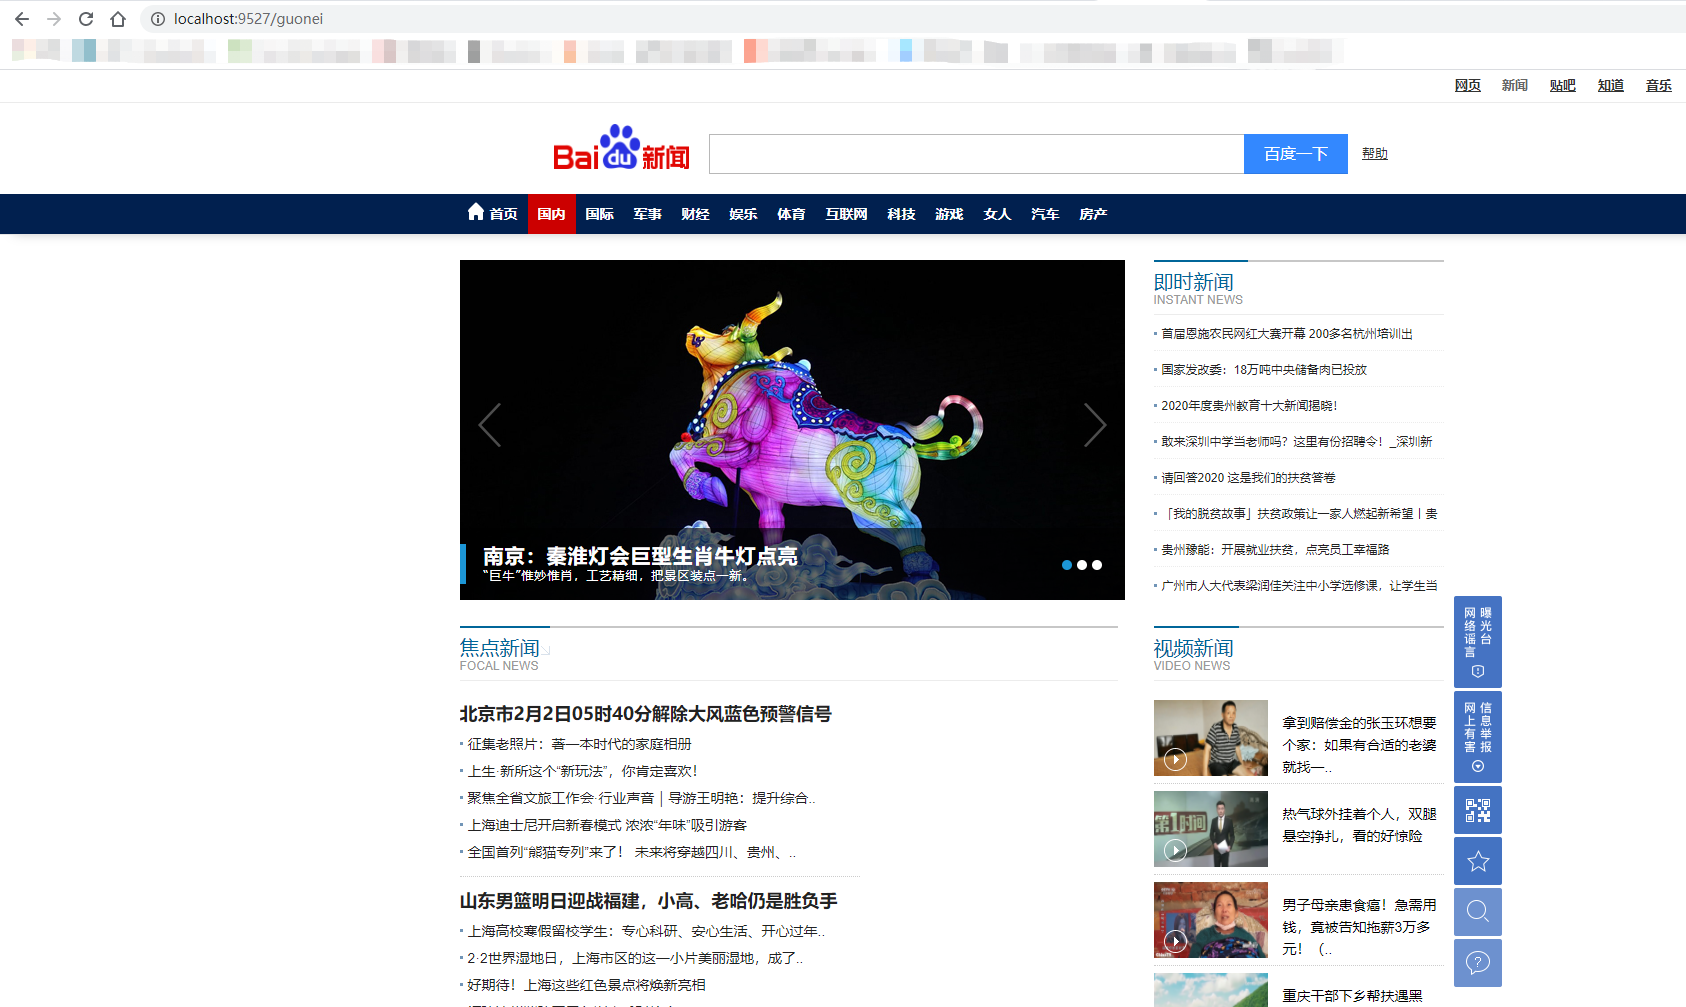 localhost:9527/guonei
网页 新闻 贴吧 知道 音乐
Bai du 新闻
百度一下 帮助
首页 国内 国际 军事 财经 娱乐 体育 互联网 科技 游戏 女人 汽车 房产
南京：秦淮灯会巨型生肖牛灯点亮
“巨牛”惟妙惟肖，工艺精细，把景区装点一新。
即时新闻
INSTANT NEWS
首届恩施农民网红大赛开幕 200多名杭州培训出
国家发改委：18万吨中央储备肉已投放
2020年度贵州教育十大新闻揭晓！
敢来深圳中学当老师吗？这里有份招聘令！_深圳新
请回答2020 这是我们的扶贫答卷
「我的脱贫故事」扶贫政策让一家人燃起新希望丨贵
贵州豫能：开展就业扶贫，点亮员工幸福路
广州市人大代表梁润佳关注中小学选修课，让学生当
焦点新闻
FOCAL NEWS
北京市2月2日05时40分解除大风蓝色预警信号
征集老照片：著一本时代的家庭相册
上生·新所这个“新玩法”，你肯定喜欢！
聚焦全省文旅工作会·行业声音 | 导游王明艳：提升综合..
上海迪士尼开启新春模式 浓浓“年味”吸引游客
全国首列“熊猫专列”来了！ 未来将穿越四川、贵州、..
山东男篮明日迎战福建，小高、老哈仍是胜负手
上海高校寒假留校学生：专心科研、安心生活、开心过年..
2·2世界湿地日，上海市区的这一小片美丽湿地，成了..
好期待！上海这些红色景点将焕新亮相
视频新闻
VIDEO NEWS
拿到赔偿金的张玉环想要
个家：如果有合适的老婆
就找一..
第1时间
热气球外挂着个人，双腿
悬空挣扎，看的好惊险
男子母亲患食癌！急需用
钱，竟被告知拖薪3万多
元！（..
重庆干部下乡帮扶遇黑
网络谣言
曝光台
网上有害
信息举报